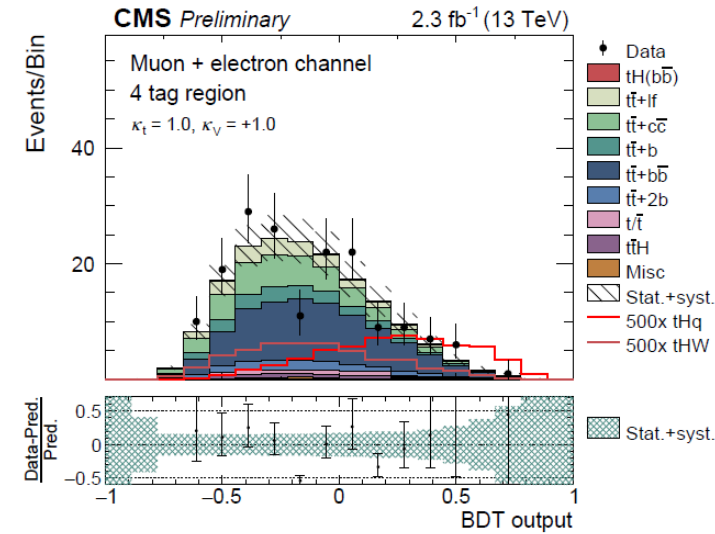 CMS Preliminary 2.3 fb⁻¹ (13 TeV)
Events/Bin
Muon + electron channel
4 tag region
κt = 1.0, κV = +1.0
40
20
Data
tH(bb̄)
tt̄+lf
tt̄+cc̄
tt̄+b
tt̄+bb̄
tt̄+2b
t/t̄
tt̄H
Misc
Stat.+syst.
500x tHq
500x tHW
Data-Pred.
Pred.
0.5
0
−0.5
Stat.+syst.
−1 −0.5 0 0.5 1
BDT output